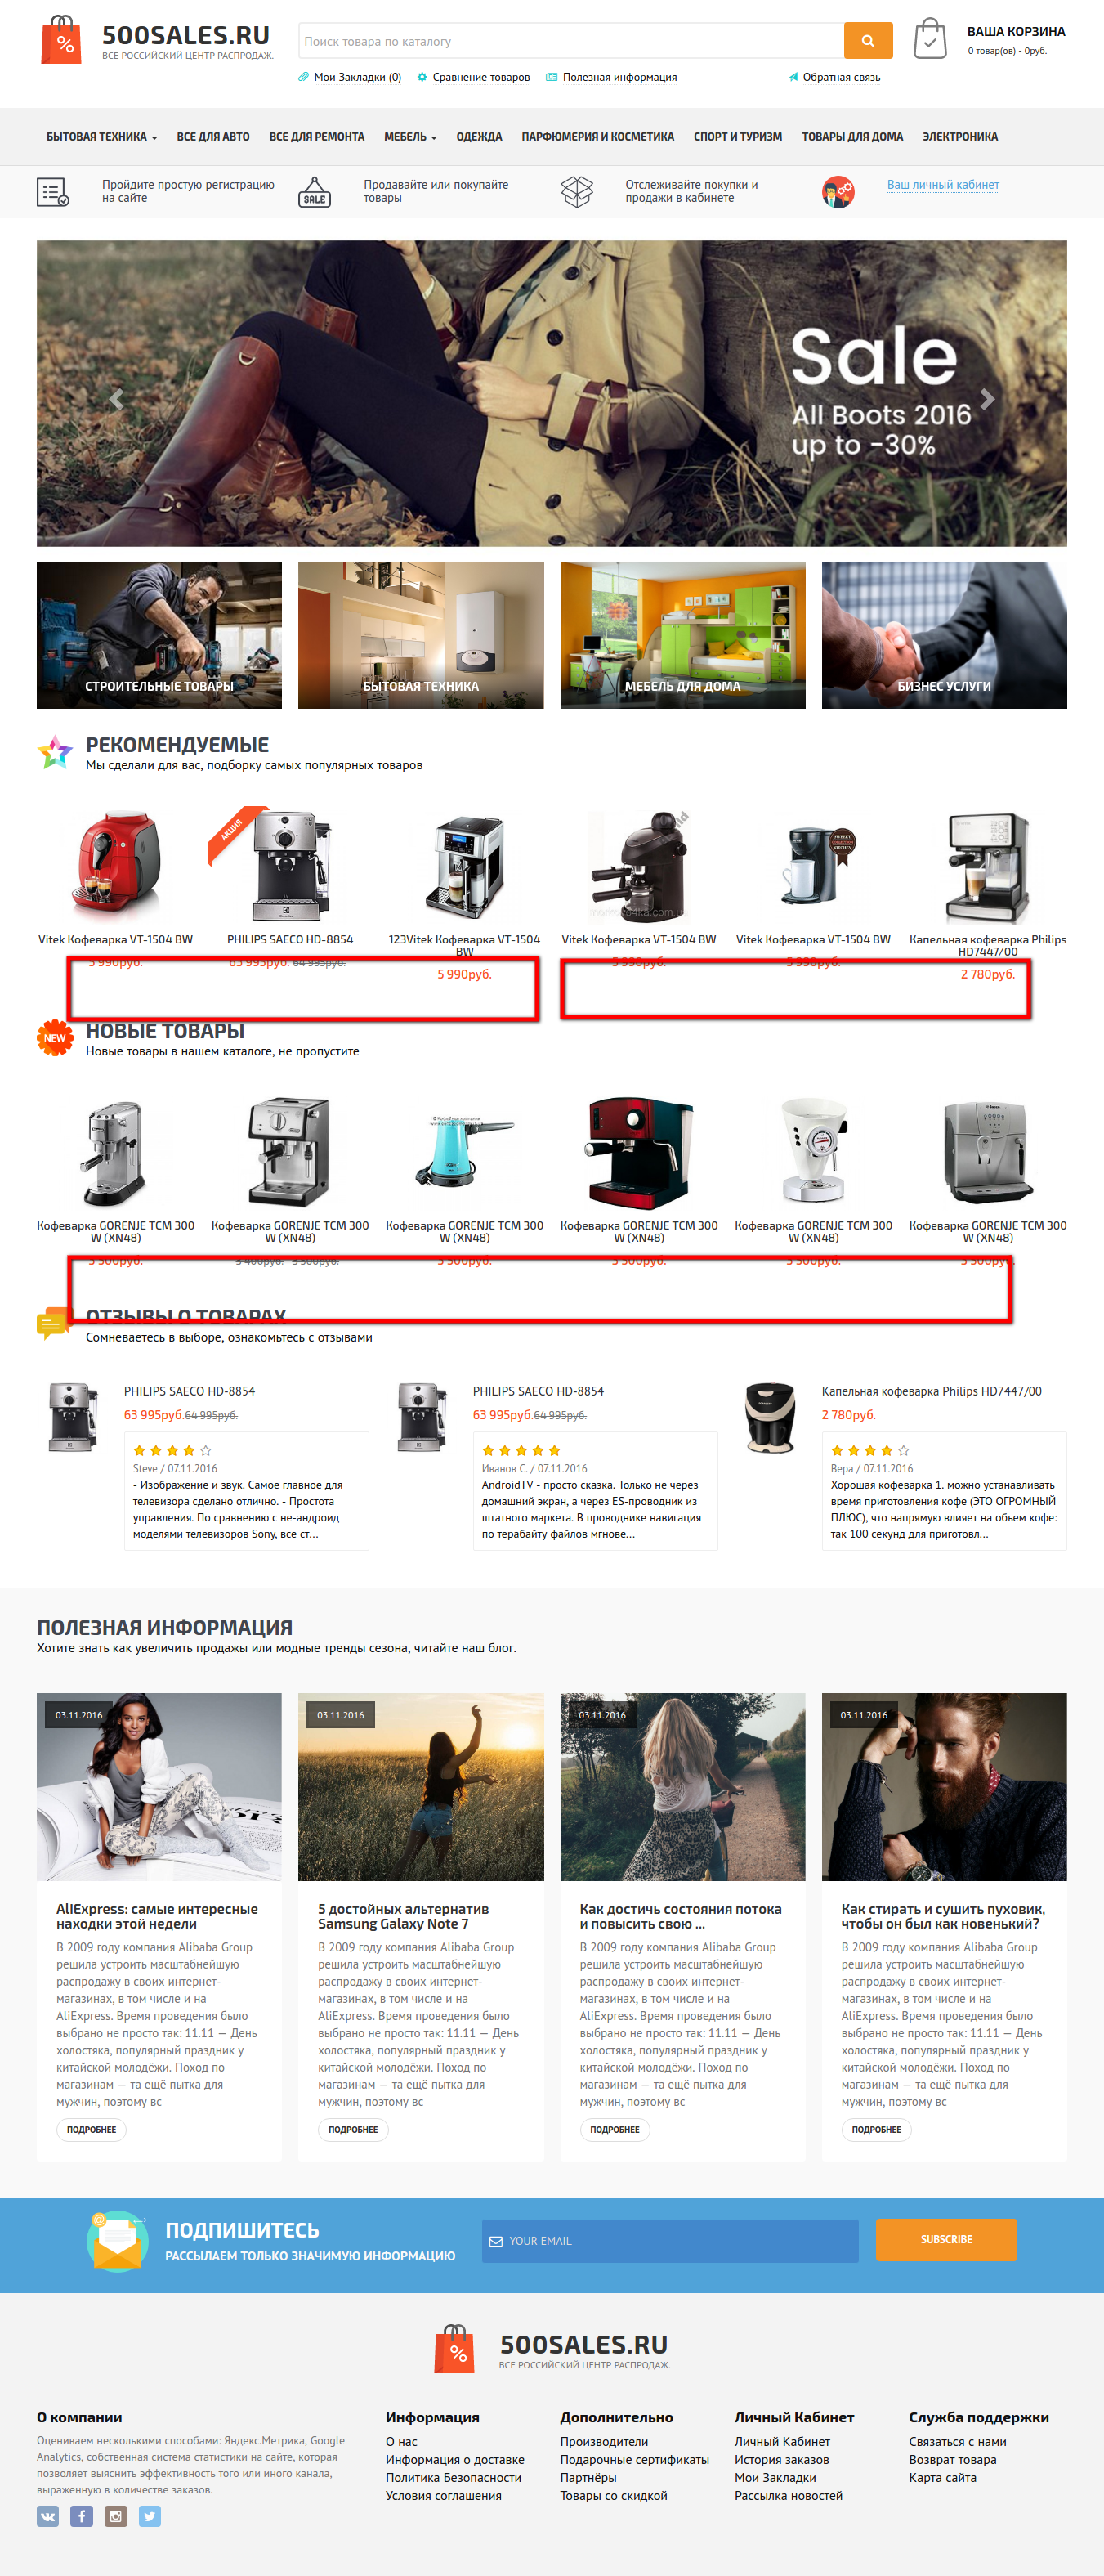 500SALES.RU
ВСЕ РОССИЙСКИЙ ЦЕНТР РАСПРОДАЖ.
Поиск товара по каталогу
ВАША КОРЗИНА
0 товар(ов) - 0руб.
Мои Закладки (0)
Сравнение товаров
Полезная информация
Обратная связь
БЫТОВАЯ ТЕХНИКА
ВСЕ ДЛЯ АВТО
ВСЕ ДЛЯ РЕМОНТА
МЕБЕЛЬ
ОДЕЖДА
ПАРФЮМЕРИЯ И КОСМЕТИКА
СПОРТ И ТУРИЗМ
ТОВАРЫ ДЛЯ ДОМА
ЭЛЕКТРОНИКА
Пройдите простую регистрацию
на сайте
SALE
Продавайте или покупайте
товары
Отслеживайте покупки и
продажи в кабинете
Ваш личный кабинет
Sale
All Boots 2016
up to -30%
СТРОИТЕЛЬНЫЕ ТОВАРЫ
БЫТОВАЯ ТЕХНИКА
МЕБЕЛЬ ДЛЯ ДОМА
БИЗНЕС УСЛУГИ
РЕКОМЕНДУЕМЫЕ
Мы сделали для вас, подборку самых популярных товаров
АКЦИЯ
Vitek Кофеварка VT-1504 BW
5 990руб.
PHILIPS SAECO HD-8854
63 995руб. 64 995руб.
123Vitek Кофеварка VT-1504
BW
5 990руб.
Vitek Кофеварка VT-1504 BW
5 990руб.
Vitek Кофеварка VT-1504 BW
5 990руб.
Капельная кофеварка Philips
HD7447/00
2 780руб.
NEW
НОВЫЕ ТОВАРЫ
Новые товары в нашем каталоге, не пропустите
Кофеварка GORENJE TCM 300
W (XN48)
5 500руб.
Кофеварка GORENJE TCM 300
W (XN48)
5 400руб. 5 500руб.
Кофеварка GORENJE TCM 300
W (XN48)
5 500руб.
Кофеварка GORENJE TCM 300
W (XN48)
5 500руб.
Кофеварка GORENJE TCM 300
W (XN48)
5 500руб.
Кофеварка GORENJE TCM 300
W (XN48)
5 500руб.
ОТЗЫВЫ О ТОВАРАХ
Сомневаетесь в выборе, ознакомьтесь с отзывами
PHILIPS SAECO HD-8854
63 995руб.64 995руб.
Steve / 07.11.2016
- Изображение и звук. Самое главное для
телевизора сделано отлично. - Простота
управления. По сравнению с не-андроид
моделями телевизоров Sony, все ст...
PHILIPS SAECO HD-8854
63 995руб.64 995руб.
Иванов С. / 07.11.2016
AndroidTV - просто сказка. Только не через
домашний экран, а через ES-проводник из
штатного маркета. В проводнике навигация
по терабайту файлов мгнове...
Капельная кофеварка Philips HD7447/00
2 780руб.
Вера / 07.11.2016
Хорошая кофеварка 1. можно устанавливать
время приготовления кофе (ЭТО ОГРОМНЫЙ
ПЛЮС), что напрямую влияет на объем кофе:
так 100 секунд для приготовл...
ПОЛЕЗНАЯ ИНФОРМАЦИЯ
Хотите знать как увеличить продажы или модные тренды сезона, читайте наш блог.
03.11.2016
03.11.2016
03.11.2016
03.11.2016
AliExpress: самые интересные
находки этой недели
В 2009 году компания Alibaba Group
решила устроить масштабнейшую
распродажу в своих интернет-
магазинах, в том числе и на
AliExpress. Время проведения было
выбрано не просто так: 11.11 — День
холостяка, популярный праздник у
китайской молодёжи. Поход по
магазинам — та ещё пытка для
мужчин, поэтому вс
ПОДРОБНЕЕ
5 достойных альтернатив
Samsung Galaxy Note 7
В 2009 году компания Alibaba Group
решила устроить масштабнейшую
распродажу в своих интернет-
магазинах, в том числе и на
AliExpress. Время проведения было
выбрано не просто так: 11.11 — День
холостяка, популярный праздник у
китайской молодёжи. Поход по
магазинам — та ещё пытка для
мужчин, поэтому вс
ПОДРОБНЕЕ
Как достичь состояния потока
и повысить свою ...
В 2009 году компания Alibaba Group
решила устроить масштабнейшую
распродажу в своих интернет-
магазинах, в том числе и на
AliExpress. Время проведения было
выбрано не просто так: 11.11 — День
холостяка, популярный праздник у
китайской молодёжи. Поход по
магазинам — та ещё пытка для
мужчин, поэтому вс
ПОДРОБНЕЕ
Как стирать и сушить пуховик,
чтобы он был как новенький?
В 2009 году компания Alibaba Group
решила устроить масштабнейшую
распродажу в своих интернет-
магазинах, в том числе и на
AliExpress. Время проведения было
выбрано не просто так: 11.11 — День
холостяка, популярный праздник у
китайской молодёжи. Поход по
магазинам — та ещё пытка для
мужчин, поэтому вс
ПОДРОБНЕЕ
ПОДПИШИТЕСЬ
РАССЫЛАЕМ ТОЛЬКО ЗНАЧИМУЮ ИНФОРМАЦИЮ
YOUR EMAIL
SUBSCRIBE
500SALES.RU
ВСЕ РОССИЙСКИЙ ЦЕНТР РАСПРОДАЖ.
О компании
Оцениваем несколькими способами: Яндекс.Метрика, Google
Analytics, собственная система статистики на сайте, которая
позволяет выяснить эффективность того или иного канала,
выраженную в количестве заказов.
Информация
О нас
Информация о доставке
Политика Безопасности
Условия соглашения
Дополнительно
Производители
Подарочные сертификаты
Партнёры
Товары со скидкой
Личный Кабинет
Личный Кабинет
История заказов
Мои Закладки
Рассылка новостей
Служба поддержки
Связаться с нами
Возврат товара
Карта сайта